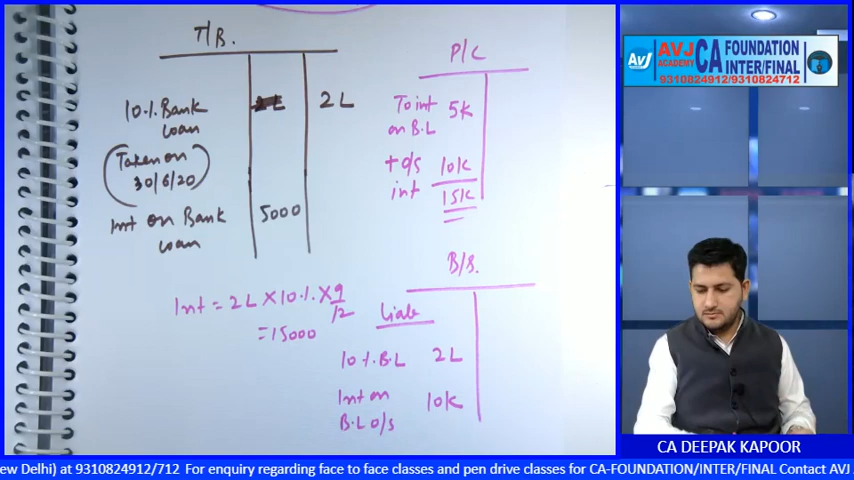 T/B.
10% Bank Loan 2L
(Taken on 30/6/20)
Int on Bank Loan 5000
Int = 2L X 10% X 9/12
= 15000
P/L
To int on B.L 5K
+ o/s int 10K
15K
B/S.
Liab
10% B.L 2L
Int on B.L o/s 10K
AVJ
AVJ ACADEMY
CA FOUNDATION
INTER/FINAL
9310824912/9310824712
CA DEEPAK KAPOOR
ew Delhi) at 9310824912/712 For enquiry regarding face to face classes and pen drive classes for CA-FOUNDATION/INTER/FINAL Contact AVJ